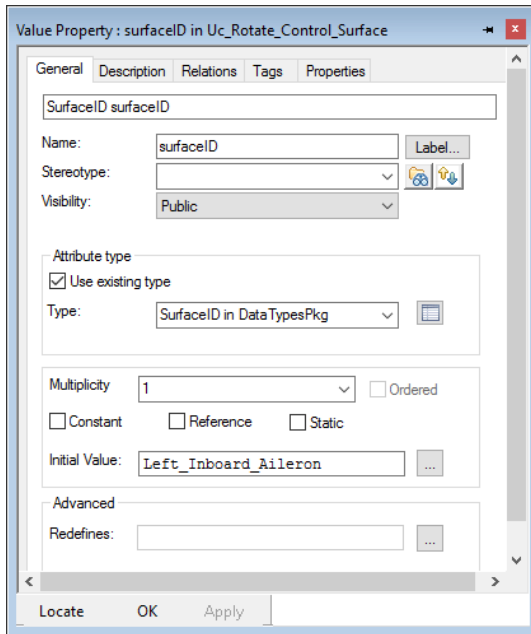 Value Property : surfaceID in Uc_Rotate_Control_Surface
General Description Relations Tags Properties
SurfaceID surfaceID
Name: surfaceID Label...
Stereotype:
Visibility: Public
Attribute type
Use existing type
Type: SurfaceID in DataTypesPkg
Multiplicity 1 Ordered
Constant Reference Static
Initial Value: Left_Inboard_Aileron ...
Advanced
Redefines: ...
Locate OK Apply